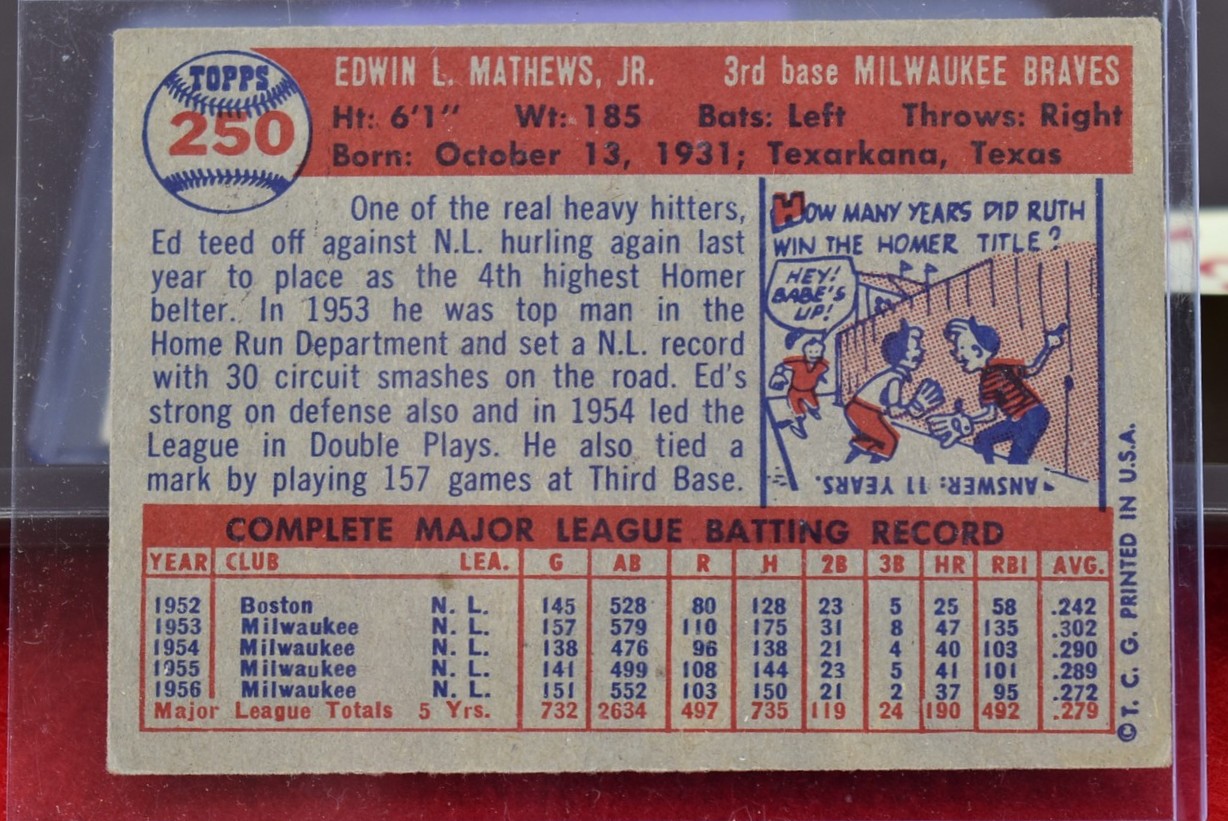 TOPPS
250
EDWIN L. MATHEWS, JR. 3rd base MILWAUKEE BRAVES
Ht: 6'1" Wt: 185 Bats: Left Throws: Right
Born: October 13, 1931; Texarkana, Texas
One of the real heavy hitters,
Ed teed off against N.L. hurling again last
year to place as the 4th highest Homer
belter. In 1953 he was top man in the
Home Run Department and set a N.L. record
with 30 circuit smashes on the road. Ed's
strong on defense also and in 1954 led the
League in Double Plays. He also tied a
mark by playing 157 games at Third Base.
HOW MANY YEARS DID RUTH
WIN THE HOMER TITLE?
HEY!
BABE'S
UP!
ANSWER: 11 YEARS.
COMPLETE MAJOR LEAGUE BATTING RECORD
YEAR CLUB LEA. G AB R H 2B 3B HR RBI AVG.
1952 Boston N. L. 145 528 80 128 23 5 25 58 .242
1953 Milwaukee N. L. 157 579 110 175 31 8 47 135 .302
1954 Milwaukee N. L. 138 476 96 138 21 4 40 103 .290
1955 Milwaukee N. L. 141 499 108 144 23 5 41 101 .289
1956 Milwaukee N. L. 151 552 103 150 21 2 37 95 .272
Major League Totals 5 Yrs. 732 2634 497 735 119 24 190 492 .279
© T. C. G. PRINTED IN U.S.A.